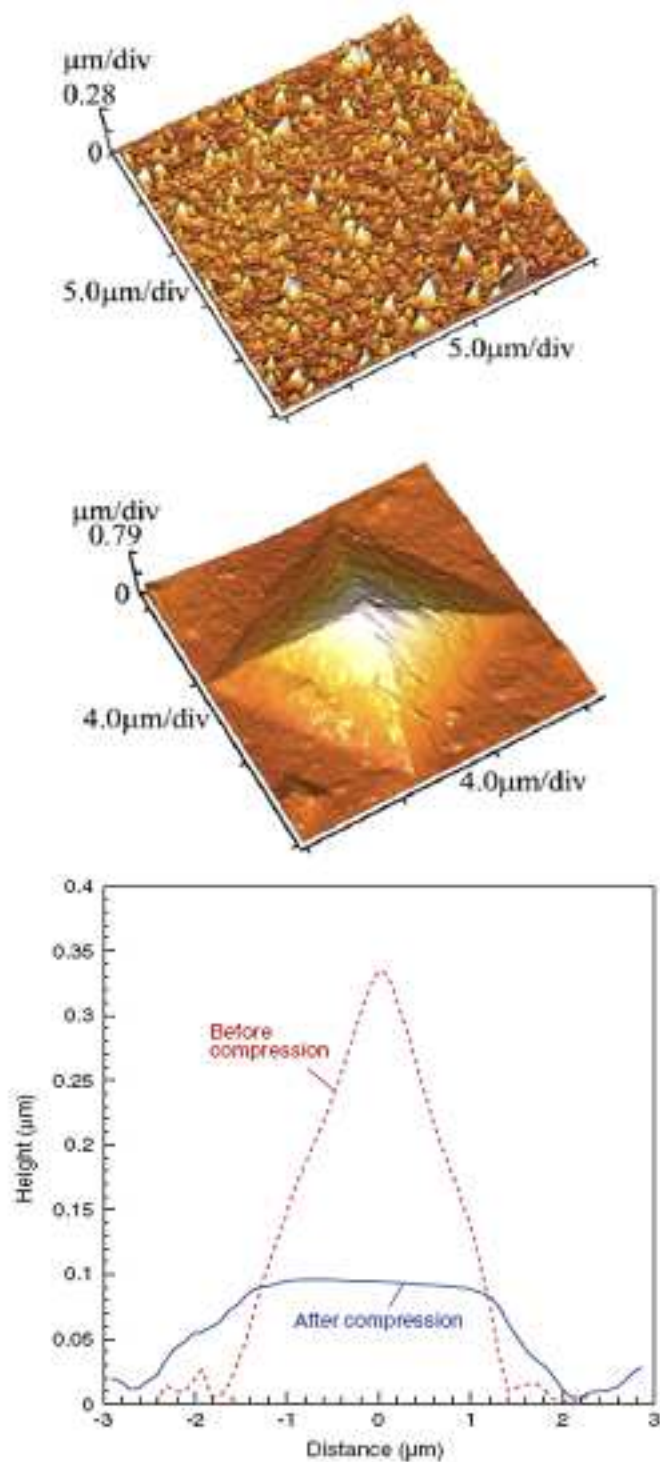 μm/div
0.28
0
5.0μm/div
5.0μm/div
μm/div
0.79
0
4.0μm/div
4.0μm/div
0.4
0.35
0.3
0.25
0.2
0.15
0.1
0.05
0
Height (μm)
Before
compression
After compression
-3 -2 -1 0 1 2 3
Distance (μm)